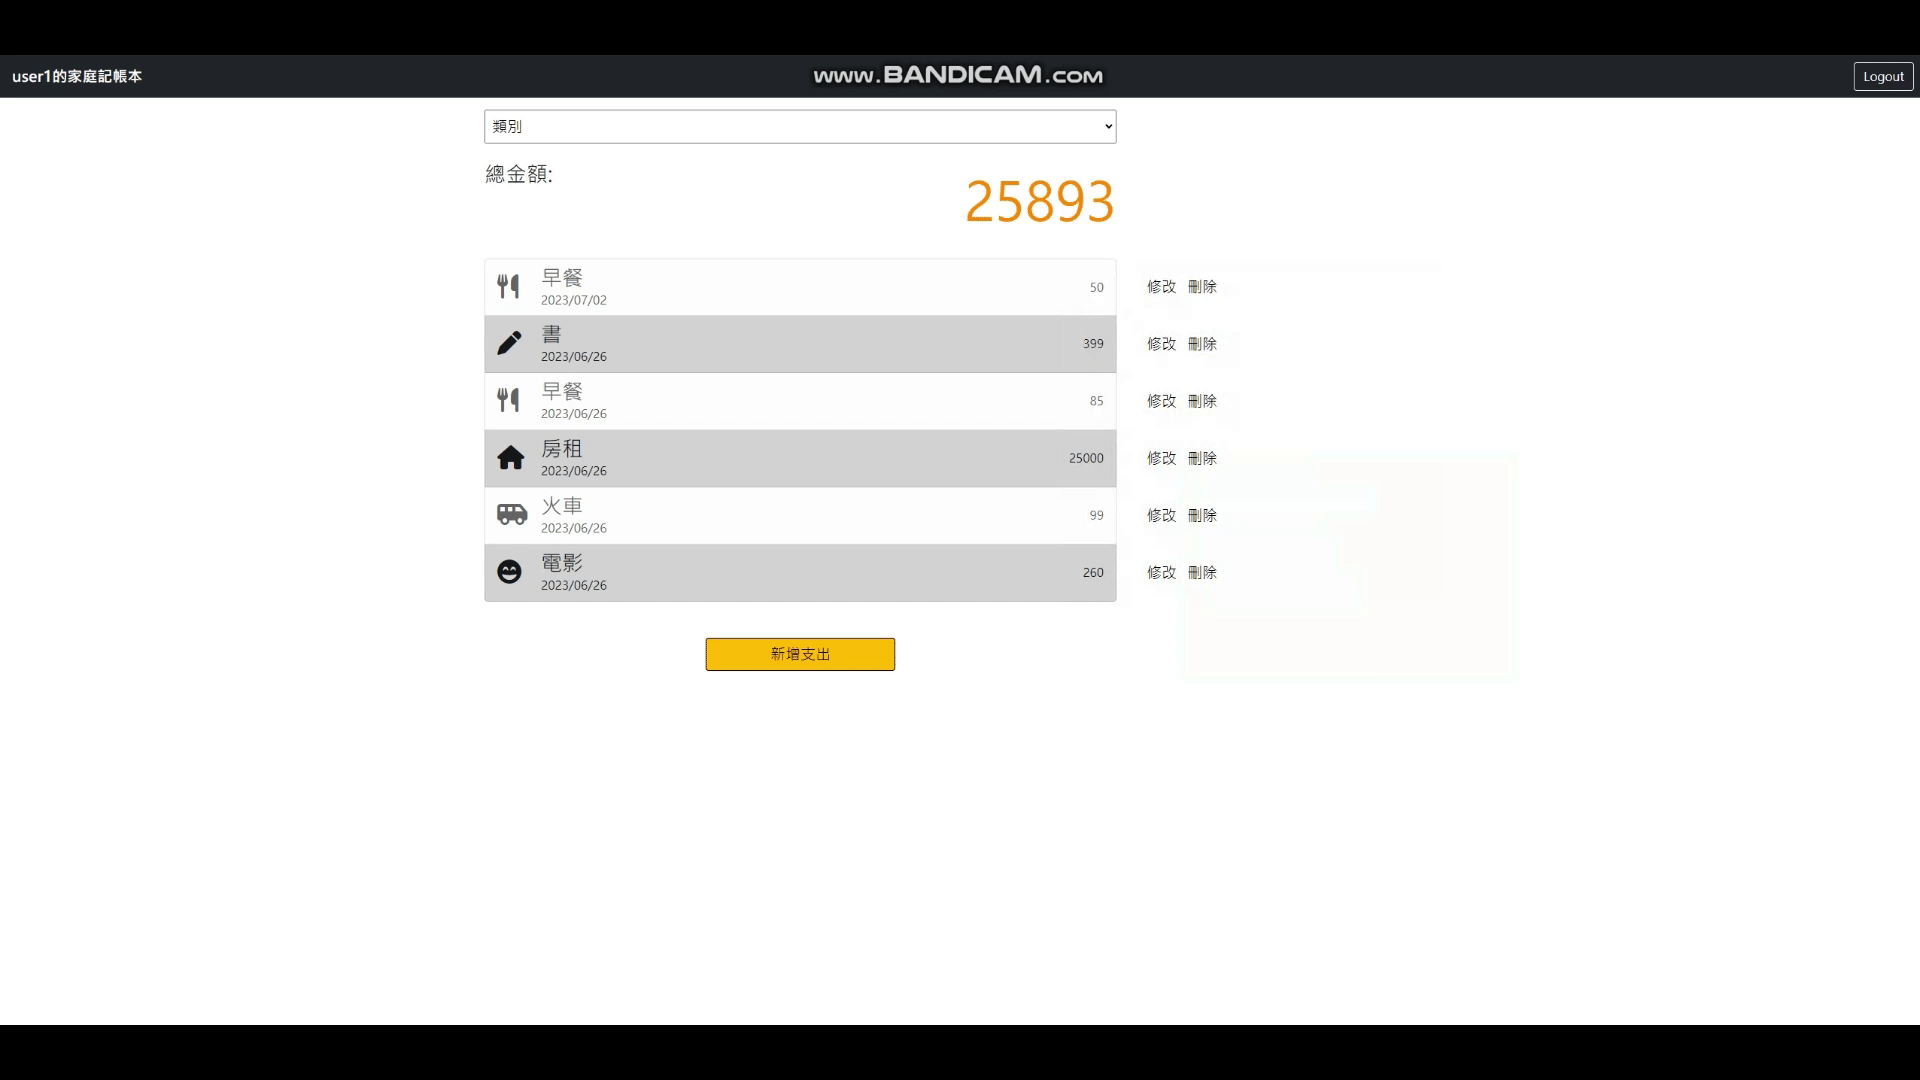 user1的家庭記帳本
www.BANDICAM.com
Logout
類別
總金額:
25893
早餐
2023/07/02
50
修改 刪除
書
2023/06/26
399
修改 刪除
早餐
2023/06/26
85
修改 刪除
房租
2023/06/26
25000
修改 刪除
火車
2023/06/26
99
修改 刪除
電影
2023/06/26
260
修改 刪除
新增支出